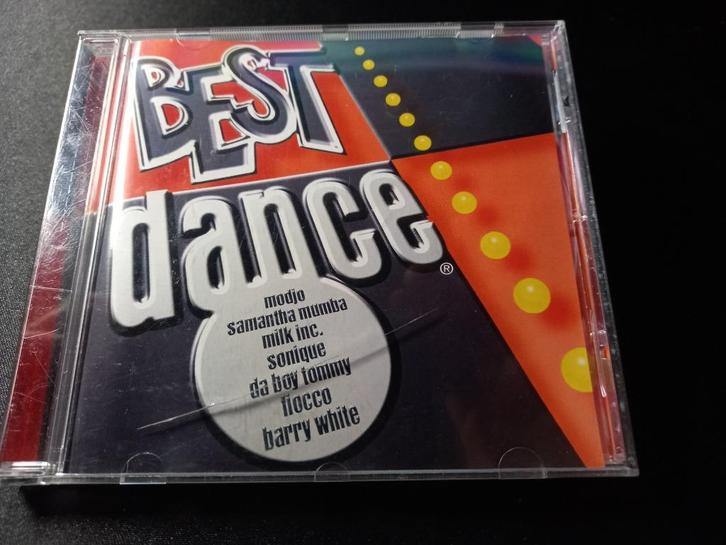 BEST
dance®
modjo
samantha mumba
milk inc.
sonique
da boy tommy
fiocco
barry white